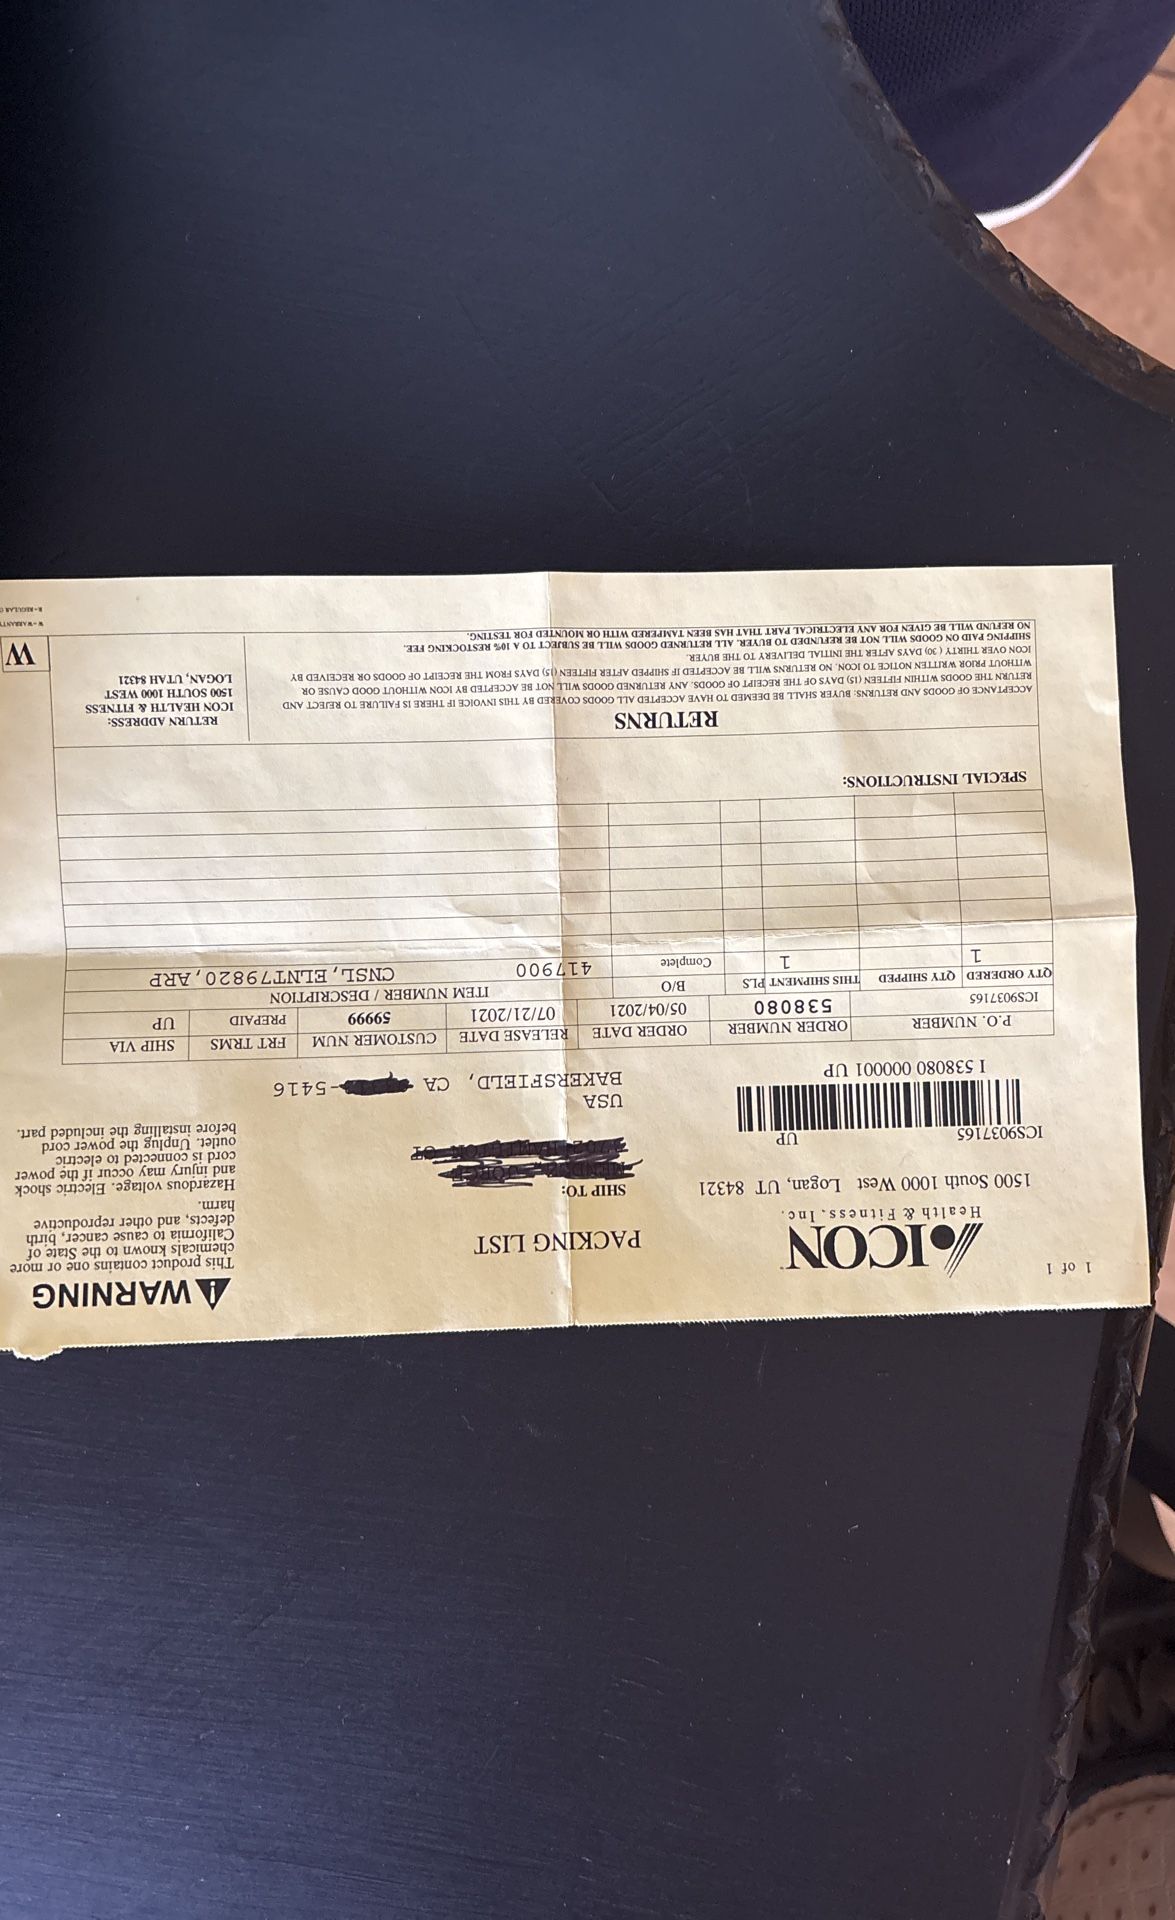 1 of 1
ICON
Health & Fitness, Inc.
1500 South 1000 West Logan, UT 84321
ICS9037165 UP
I 538080 000001 UP
PACKING LIST
SHIP TO:
USA
BAKERSFIELD, CA -5416
WARNING
This product contains one or more
chemicals known to the State of
California to cause cancer, birth
defects, and other reproductive
harm.
Hazardous voltage. Electric shock
and injury may occur if the power
cord is connected to electric
outlet. Unplug the power cord
before installing the included part.
P.O. NUMBER ORDER NUMBER ORDER DATE RELEASE DATE CUSTOMER NUM FRT TRMS SHIP VIA
ICS9037165 538080 05/04/2021 07/21/2021 59999 PREPAID UP
QTY ORDERED QTY SHIPPED THIS SHIPMENT PLS B/O ITEM NUMBER / DESCRIPTION
1 1 Complete 417900 CNSL, ELNT79820, ARP
SPECIAL INSTRUCTIONS:
RETURNS
ACCEPTANCE OF GOODS AND RETURNS: BUYER SHALL BE DEEMED TO HAVE ACCEPTED ALL GOODS COVERED BY THIS INVOICE IF THERE IS FAILURE TO REJECT AND
RETURN THE GOODS WITHIN FIFTEEN (15) DAYS OF THE RECEIPT OF GOODS. ANY RETURNED GOODS WILL NOT BE ACCEPTED BY ICON WITHOUT GOOD CAUSE OR
WITHOUT PRIOR WRITTEN NOTICE TO ICON. NO RETURNS WILL BE ACCEPTED IF SHIPPED AFTER FIFTEEN (15) DAYS FROM THE RECEIPT OF GOODS OR RECEIVED BY
ICON OVER THIRTY (30) DAYS AFTER THE INITIAL DELIVERY TO THE BUYER.
SHIPPING PAID ON GOODS WILL NOT BE REFUNDED TO BUYER. ALL RETURNED GOODS WILL BE SUBJECT TO A 10% RESTOCKING FEE.
NO REFUND WILL BE GIVEN FOR ANY ELECTRICAL PART THAT HAS BEEN TAMPERED WITH OR MOUNTED FOR TESTING.
RETURN ADDRESS:
ICON HEALTH & FITNESS
1500 SOUTH 1000 WEST
LOGAN, UTAH 84321
W
W - WARRANTY
R - REGULAR